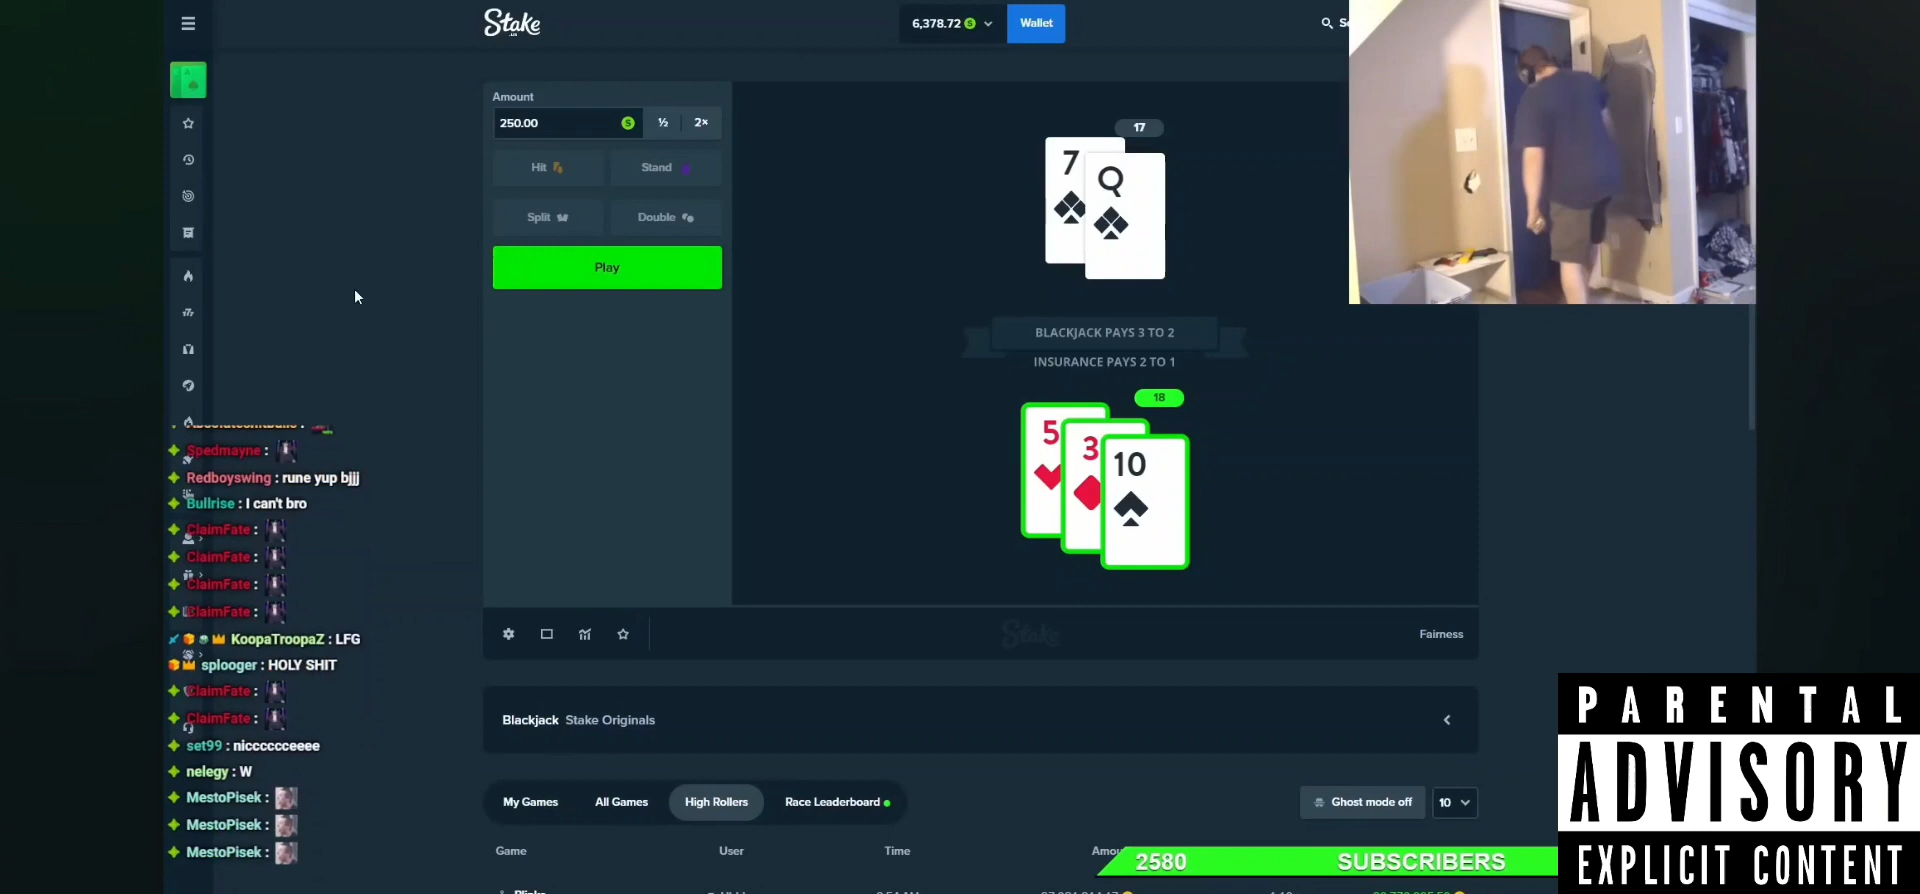 Stake
.us
6,378.72
Wallet
Amount
250.00
½
2×
Hit
Stand
Split
Double
Play
17
7
Q
BLACKJACK PAYS 3 TO 2
INSURANCE PAYS 2 TO 1
18
5
3
10
Spedmayne :
Redboyswing : rune yup bjjj
Bullrise : I can't bro
ClaimFate :
ClaimFate :
ClaimFate :
ClaimFate :
KoopaTroopaZ : LFG
splooger : HOLY SHIT
ClaimFate :
ClaimFate :
set99 : nicccccceeee
nelegy : W
MestoPisek :
MestoPisek :
MestoPisek :
Stake
Fairness
Blackjack Stake Originals
My Games
All Games
High Rollers
Race Leaderboard
Ghost mode off
10
Game
User
Time
2580 SUBSCRIBERS
PARENTAL
ADVISORY
EXPLICIT CONTENT